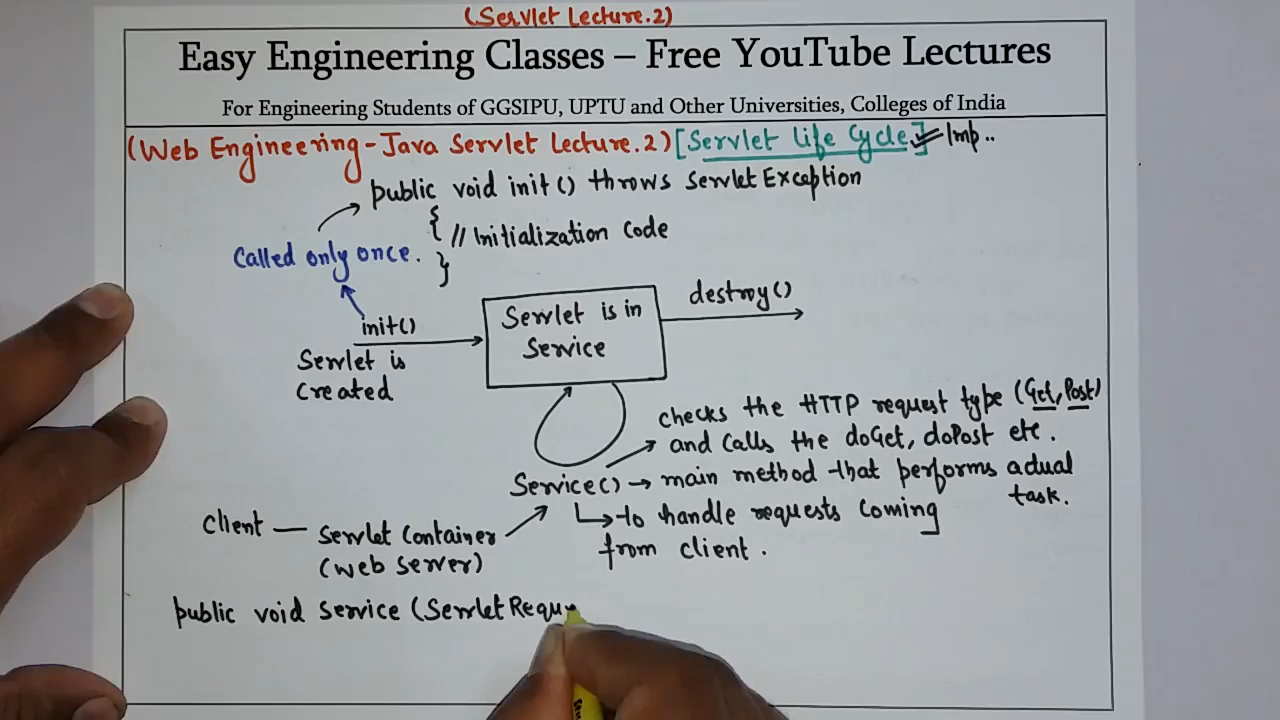 (Servlet Lecture.2)
Easy Engineering Classes – Free YouTube Lectures
For Engineering Students of GGSIPU, UPTU and Other Universities, Colleges of India
(Web Engineering-Java Servlet Lecture.2) [Servlet Life Cycle] Imp..
public void init() throws ServletException
{
// Initialization Code
}
Called only once.
init()
Servlet is
Created
Servlet is in
Service
destroy()
checks the HTTP request type (Get, Post)
and calls the doGet, doPost etc.
Service() → main method that performs actual
task.
to handle requests coming
from client.
client — Servlet Container
(web server)
public void Service (ServletReque